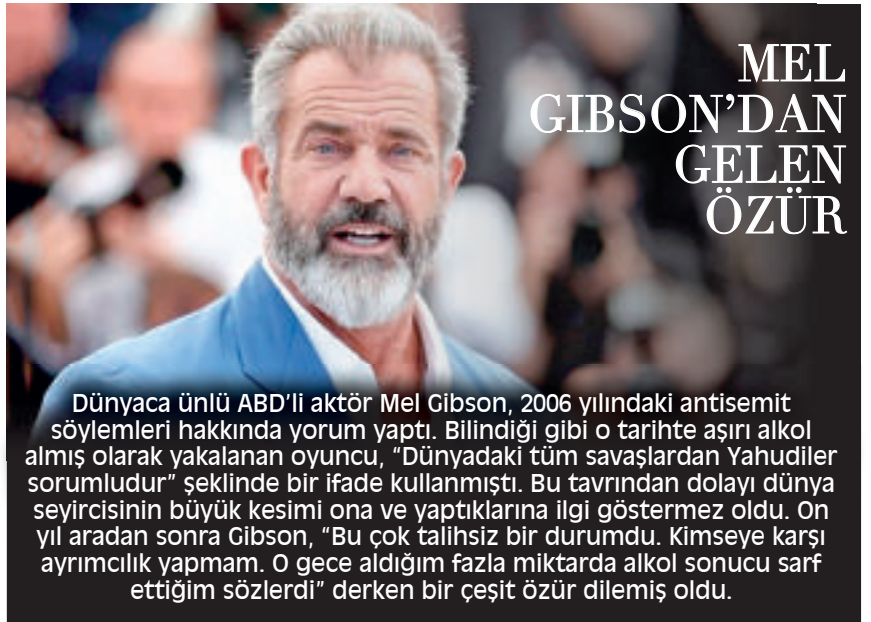 MEL
GIBSON’DAN
GELEN
ÖZÜR
Dünyaca ünlü ABD’li aktör Mel Gibson, 2006 yılındaki antisemit
söylemleri hakkında yorum yaptı. Bilindiği gibi o tarihte aşırı alkol
almış olarak yakalanan oyuncu, “Dünyadaki tüm savaşlardan Yahudiler
sorumludur” şeklinde bir ifade kullanmıştı. Bu tavrından dolayı dünya
seyircisinin büyük kesimi ona ve yaptıklarına ilgi göstermez oldu. On
yıl aradan sonra Gibson, “Bu çok talihsiz bir durumdu. Kimseye karşı
ayrımcılık yapmam. O gece aldığım fazla miktarda alkol sonucu sarf
ettiğim sözlerdi” derken bir çeşit özür dilemiş oldu.